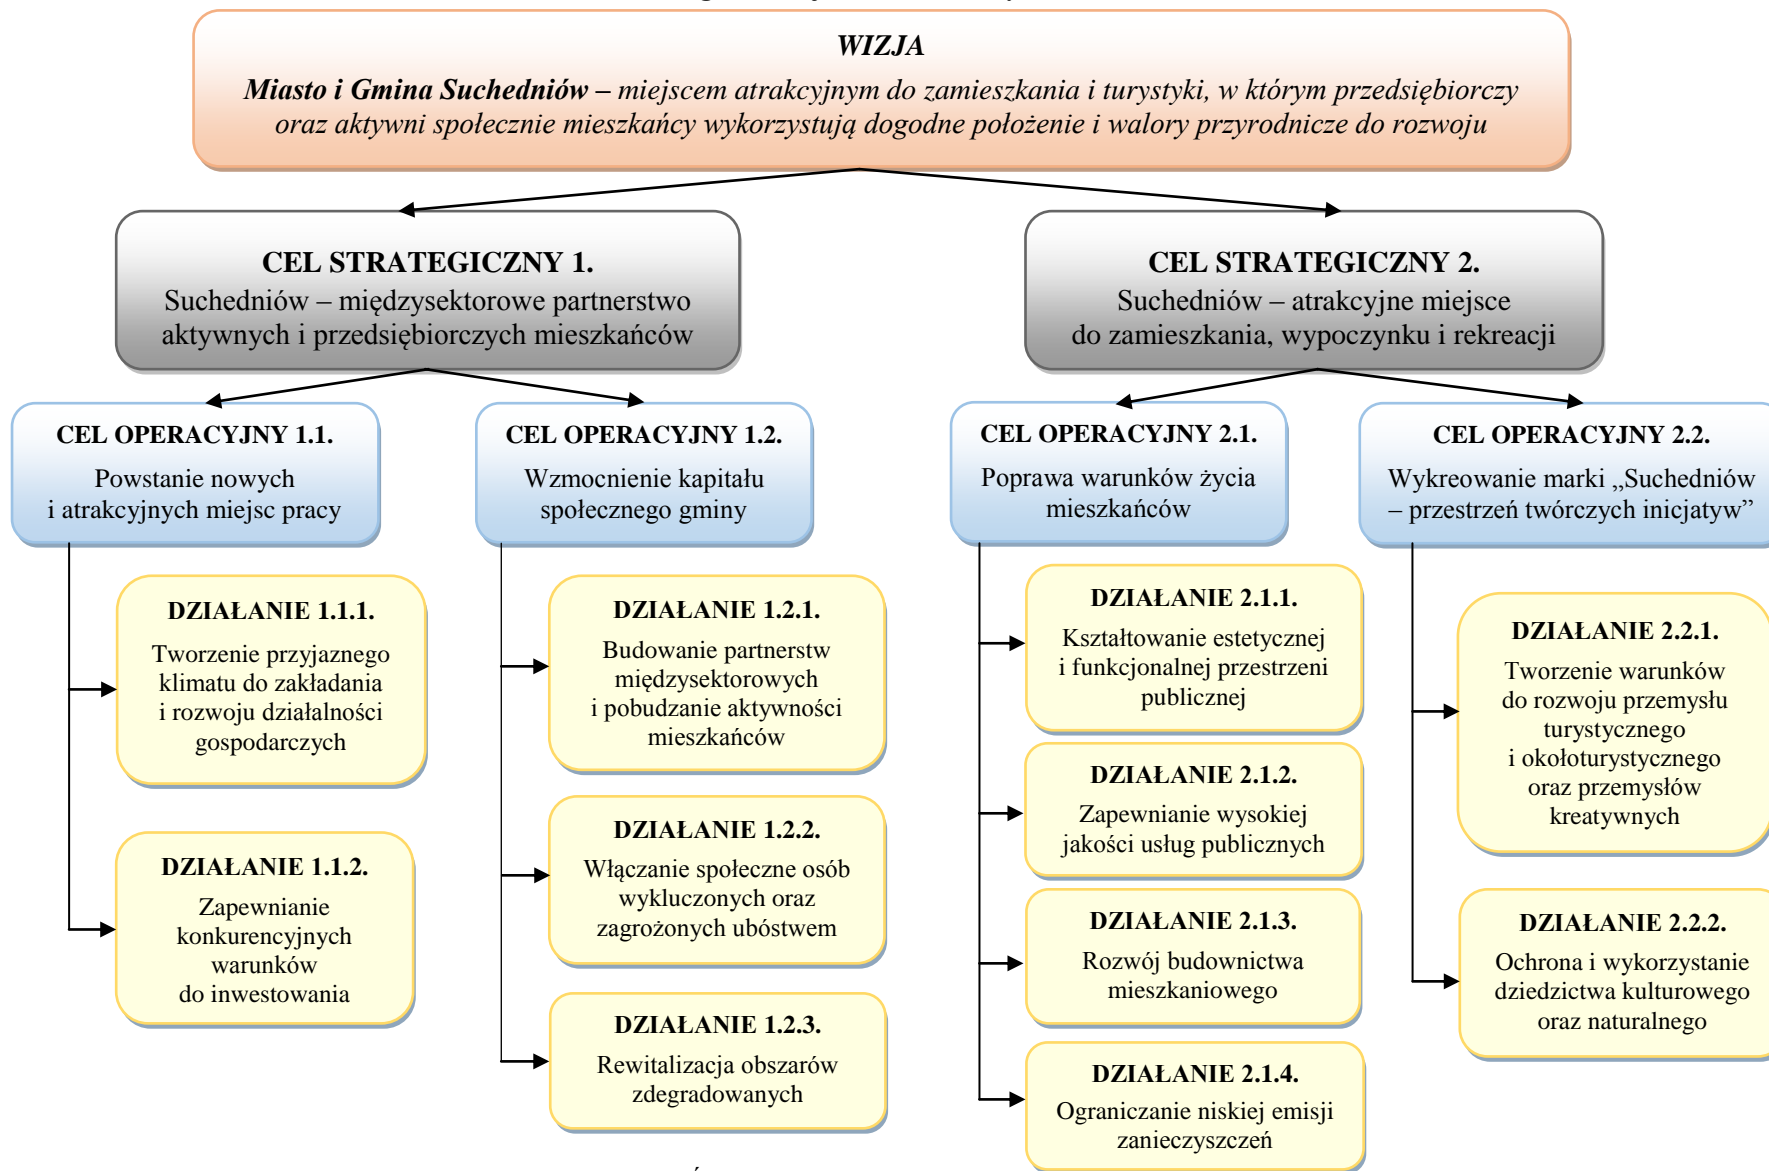 WIZJA
Miasto i Gmina Suchedniów – miejscem atrakcyjnym do zamieszkania i turystyki, w którym przedsiębiorczy
oraz aktywni społecznie mieszkańcy wykorzystują dogodne położenie i walory przyrodnicze do rozwoju
CEL STRATEGICZNY 1.
Suchedniów – międzysektorowe partnerstwo
aktywnych i przedsiębiorczych mieszkańców
CEL STRATEGICZNY 2.
Suchedniów – atrakcyjne miejsce
do zamieszkania, wypoczynku i rekreacji
CEL OPERACYJNY 1.1.
Powstanie nowych
i atrakcyjnych miejsc pracy
CEL OPERACYJNY 1.2.
Wzmocnienie kapitału
społecznego gminy
CEL OPERACYJNY 2.1.
Poprawa warunków życia
mieszkańców
CEL OPERACYJNY 2.2.
Wykreowanie marki „Suchedniów
– przestrzeń twórczych inicjatyw”
DZIAŁANIE 1.1.1.
Tworzenie przyjaznego
klimatu do zakładania
i rozwoju działalności
gospodarczych
DZIAŁANIE 1.1.2.
Zapewnianie
konkurencyjnych
warunków
do inwestowania
DZIAŁANIE 1.2.1.
Budowanie partnerstw
międzysektorowych
i pobudzanie aktywności
mieszkańców
DZIAŁANIE 1.2.2.
Włączanie społeczne osób
wykluczonych oraz
zagrożonych ubóstwem
DZIAŁANIE 1.2.3.
Rewitalizacja obszarów
zdegradowanych
DZIAŁANIE 2.1.1.
Kształtowanie estetycznej
i funkcjonalnej przestrzeni
publicznej
DZIAŁANIE 2.1.2.
Zapewnianie wysokiej
jakości usług publicznych
DZIAŁANIE 2.1.3.
Rozwój budownictwa
mieszkaniowego
DZIAŁANIE 2.1.4.
Ograniczanie niskiej emisji
zanieczyszczeń
DZIAŁANIE 2.2.1.
Tworzenie warunków
do rozwoju przemysłu
turystycznego
i okołoturystycznego
oraz przemysłów
kreatywnych
DZIAŁANIE 2.2.2.
Ochrona i wykorzystanie
dziedzictwa kulturowego
oraz naturalnego